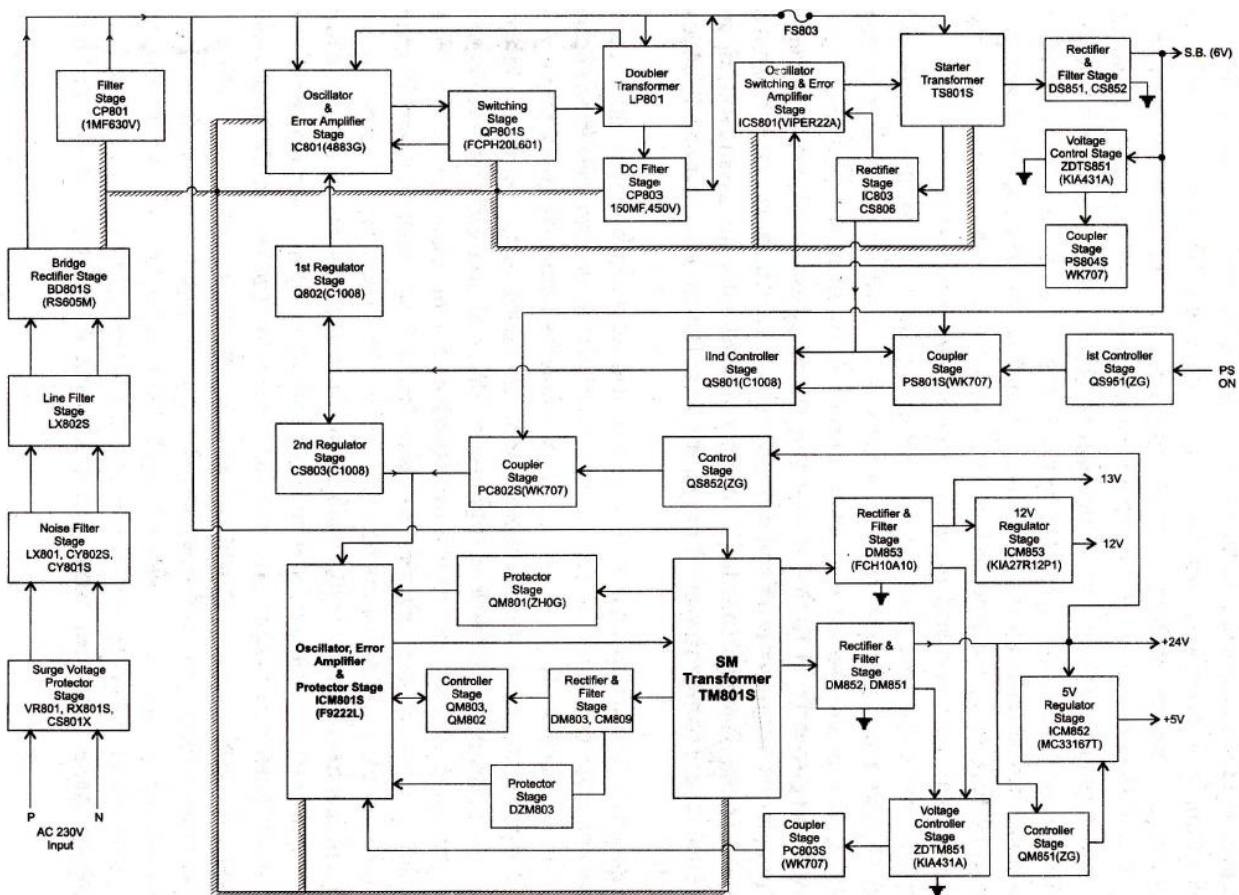 FS803
Filter
Stage
CP801
(1MF630V)
Oscillator
&
Error Amplifier
Stage
IC801(4883G)
Switching
Stage
QP801S
(FCPH20L601)
Doubler
Transformer
LP801
DC Filter
Stage
CP803
150MF,450V)
Oscillator
Switching & Error
Amplifier
Stage
ICS801(VIPER22A)
Starter
Transformer
TS801S
Rectifier
&
Filter Stage
DS851, CS852
S.B. (6V)
Voltage
Control Stage
ZDTS851
(KIA431A)
Rectifier
Stage
IC803
CS806
Coupler
Stage
PS804S
WK707)
Bridge
Rectifier Stage
BD801S
(RS605M)
1st Regulator
Stage
Q802(C1008)
IInd Controller
Stage
QS801(C1008)
Coupler
Stage
PS801S(WK707)
Ist Controller
Stage
QS951(ZG)
PS
ON
Line Filter
Stage
LX802S
2nd Regulator
Stage
CS803(C1008)
Coupler
Stage
PC802S(WK707)
Control
Stage
QS852(ZG)
Noise Filter
Stage
LX801, CY802S,
CY801S
Rectifier &
Filter
Stage
DM853
(FCH10A10)
13V
12V
Regulator
Stage
ICM853
(KIA27R12P1)
12V
Protector
Stage
QM801(ZH0G)
Oscillator, Error
Amplifier
&
Protector Stage
ICM801S
(F9222L)
Controller
Stage
QM803,
QM802
Rectifier &
Filter
Stage
DM803, CM809
SM
Transformer
TM801S
Rectifier &
Filter
Stage
DM852, DM851
+24V
5V
Regulator
Stage
ICM852
(MC33167T)
+5V
Surge Voltage
Protector
Stage
VR801, RX801S,
CS801X
Protector
Stage
DZM803
P
N
AC 230V
Input
Coupler
Stage
PC803S
(WK707)
Voltage
Controller
Stage
ZDTM851
(KIA431A)
Controller
Stage
QM851(ZG)